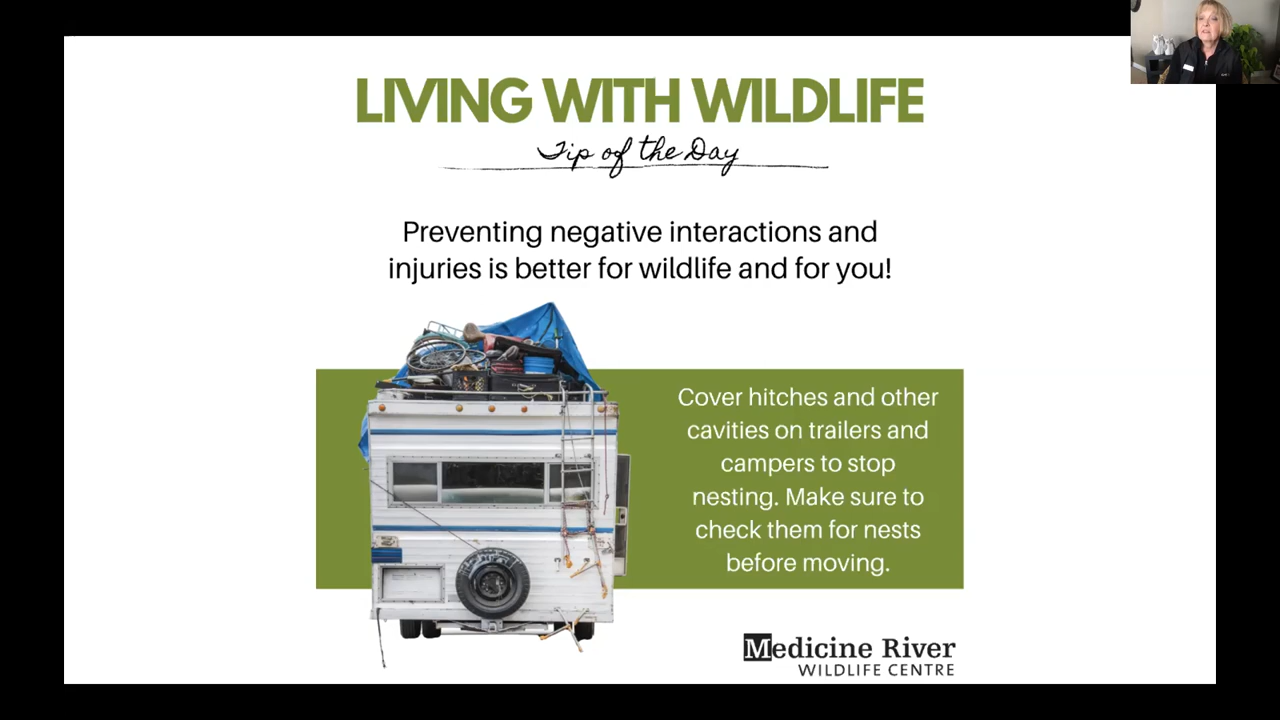 LIVING WITH WILDLIFE
Tip of the Day
Preventing negative interactions and
injuries is better for wildlife and for you!
Cover hitches and other
cavities on trailers and
campers to stop
nesting. Make sure to
check them for nests
before moving.
Medicine River
WILDLIFE CENTRE